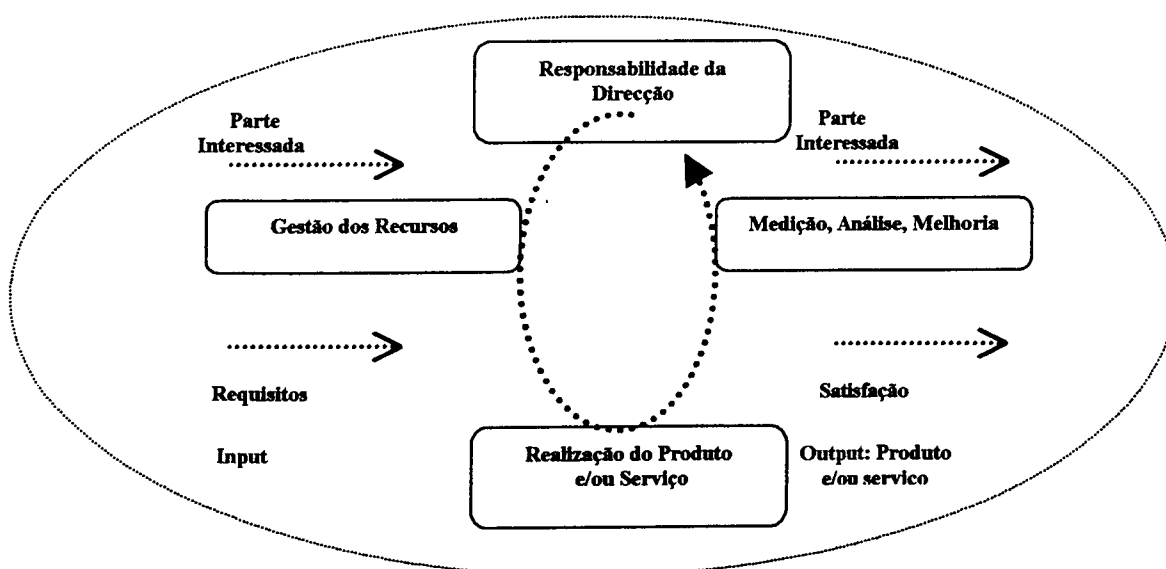 Responsabilidade da
Direcção
Parte
Interessada
Parte
Interessada
Gestão dos Recursos
Medição, Análise, Melhoria
Requisitos
Satisfação
Input
Realização do Produto
e/ou Serviço
Output: Produto
e/ou servico